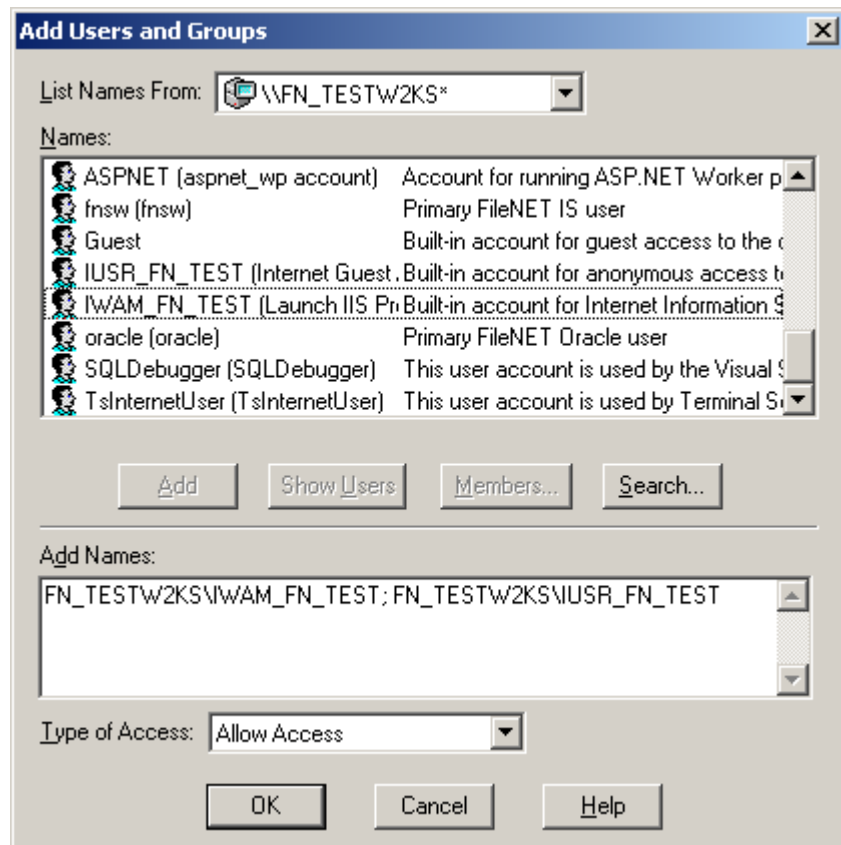 Add Users and Groups
List Names From: \\FN_TESTW2KS*
Names:
ASPNET (aspnet_wp account) Account for running ASP.NET Worker p
fnsw (fnsw) Primary FileNET IS user
Guest Built-in account for guest access to the c
IUSR_FN_TEST (Internet Guest . Built-in account for anonymous access to
IWAM_FN_TEST (Launch IIS Pr Built-in account for Internet Information S
oracle (oracle) Primary FileNET Oracle user
SQLDebugger (SQLDebugger) This user account is used by the Visual S
TsInternetUser (TsInternetUser) This user account is used by Terminal Se
Add Show Users Members... Search...
Add Names:
FN_TESTW2KS\IWAM_FN_TEST; FN_TESTW2KS\IUSR_FN_TEST
Type of Access: Allow Access
OK Cancel Help